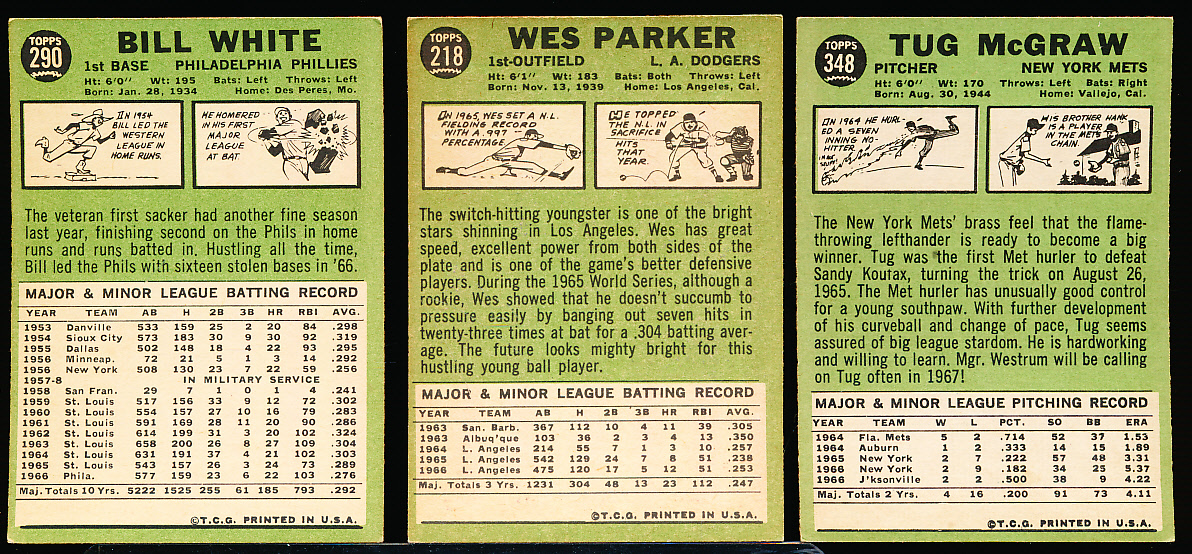 TOPPS
290
BILL WHITE
1st BASE PHILADELPHIA PHILLIES
Ht: 6'0" Wt: 195 Bats: Left Throws: Left
Born: Jan. 28, 1934 Home: Des Peres, Mo.
IN 1954
BILL LED THE
WESTERN
LEAGUE IN
HOME RUNS.
HE HOMERED
IN HIS FIRST
MAJOR
LEAGUE
AT BAT.
The veteran first sacker had another fine season
last year, finishing second on the Phils in home
runs and runs batted in. Hustling all the time,
Bill led the Phils with sixteen stolen bases in '66.
MAJOR & MINOR LEAGUE BATTING RECORD
YEAR TEAM AB H 2B 3B HR RBI AVG.
1953 Danville 533 159 25 2 20 84 .298
1954 Sioux City 573 183 30 9 30 92 .319
1955 Dallas 502 148 18 4 22 93 .295
1956 Minneap. 72 21 5 1 3 14 .292
1956 New York 508 130 23 7 22 59 .256
1957-8 IN MILITARY SERVICE
1958 San Fran. 29 7 1 0 1 4 .241
1959 St. Louis 517 156 33 9 12 72 .302
1960 St. Louis 554 157 27 10 16 79 .283
1961 St. Louis 591 169 28 11 20 90 .286
1962 St. Louis 614 199 31 3 20 102 .324
1963 St. Louis 658 200 26 8 27 109 .304
1964 St. Louis 631 191 37 4 21 102 .303
1965 St. Louis 543 157 26 3 24 73 .289
1966 Phila. 577 159 23 6 22 103 .276
Maj. Totals 10 Yrs. 5222 1525 255 61 185 793 .292
©T.C.G. PRINTED IN U.S.A.
TOPPS
218
WES PARKER
1st-OUTFIELD L. A. DODGERS
Ht: 6'1" Wt: 183 Bats: Both Throws: Left
Born: Nov. 13, 1939 Home: Los Angeles, Cal.
IN 1965, WES SET A N.L.
FIELDING RECORD
WITH A .997
PERCENTAGE.
HE TOPPED
THE N.L. IN
SACRIFICE
HITS
THAT
YEAR.
The switch-hitting youngster is one of the bright
stars shinning in Los Angeles. Wes has great
speed, excellent power from both sides of the
plate and is one of the game's better defensive
players. During the 1965 World Series, although a
rookie, Wes showed that he doesn't succumb to
pressure easily by banging out seven hits in
twenty-three times at bat for a .304 batting aver-
age. The future looks mighty bright for this
hustling young ball player.
MAJOR & MINOR LEAGUE BATTING RECORD
YEAR TEAM AB H 2B 3B HR RBI AVG.
1963 San. Barb. 367 112 10 4 11 39 .305
1963 Albuq'que 103 36 2 3 4 13 .350
1964 L. Angeles 214 55 7 1 3 10 .257
1965 L. Angeles 542 129 24 7 8 51 .238
1966 L. Angeles 475 120 17 5 12 51 .253
Maj. Totals 3 Yrs. 1231 304 48 13 23 112 .247
©T.C.G. PRINTED IN U.S.A.
TOPPS
348
TUG McGRAW
PITCHER NEW YORK METS
Ht: 6'0" Wt: 170 Throws: Left Bats: Right
Born: Aug. 30, 1944 Home: Vallejo, Cal.
IN 1964 HE HURL-
ED A SEVEN
INNING NO-
HITTER
HIS BROTHER HANK
IS A PLAYER
IN THE METS'
CHAIN.
The New York Mets' brass feel that the flame-
throwing lefthander is ready to become a big
winner. Tug was the first Met hurler to defeat
Sandy Koufax, turning the trick on August 26,
1965. The Met hurler has unusually good control
for a young southpaw. With further development
of his curveball and change of pace, Tug seems
assured of big league stardom. He is hardworking
and willing to learn. Mgr. Westrum will be calling
on Tug often in 1967!
MAJOR & MINOR LEAGUE PITCHING RECORD
YEAR TEAM W L PCT. SO BB ERA
1964 Fla. Mets 5 2 .714 52 37 1.53
1964 Auburn 1 2 .333 14 15 1.89
1965 New York 2 7 .222 57 48 3.31
1966 New York 2 9 .182 34 25 5.37
1966 J'ksonville 2 2 .500 38 9 4.22
Maj. Totals 2 Yrs. 4 16 .200 91 73 4.11
©T.C.G. PRINTED IN U.S.A.